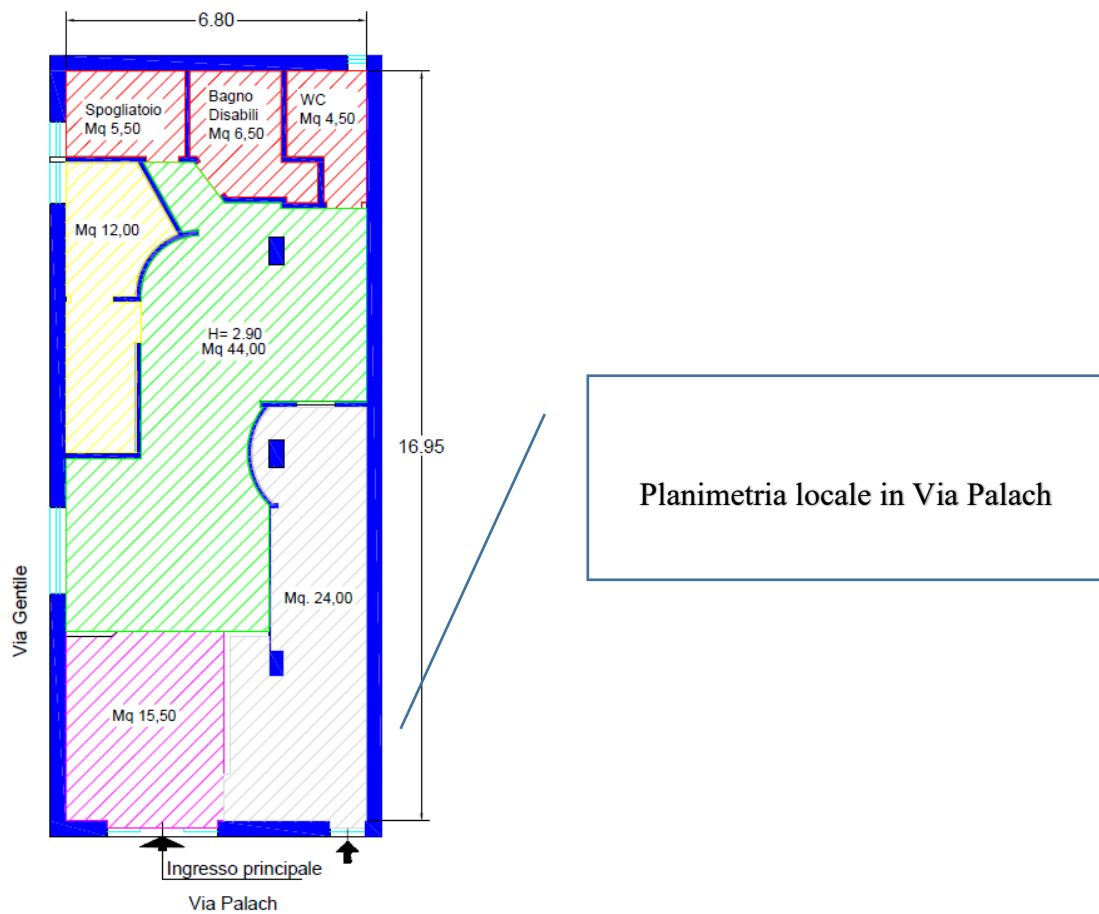 6.80
Spogliatoio
Mq 5,50
Bagno
Disabili
Mq 6,50
WC
Mq 4,50
Mq 12,00
H= 2.90
Mq 44,00
16.95
Planimetria locale in Via Palach
Mq. 24,00
Via Gentile
Mq 15,50
Ingresso principale
Via Palach